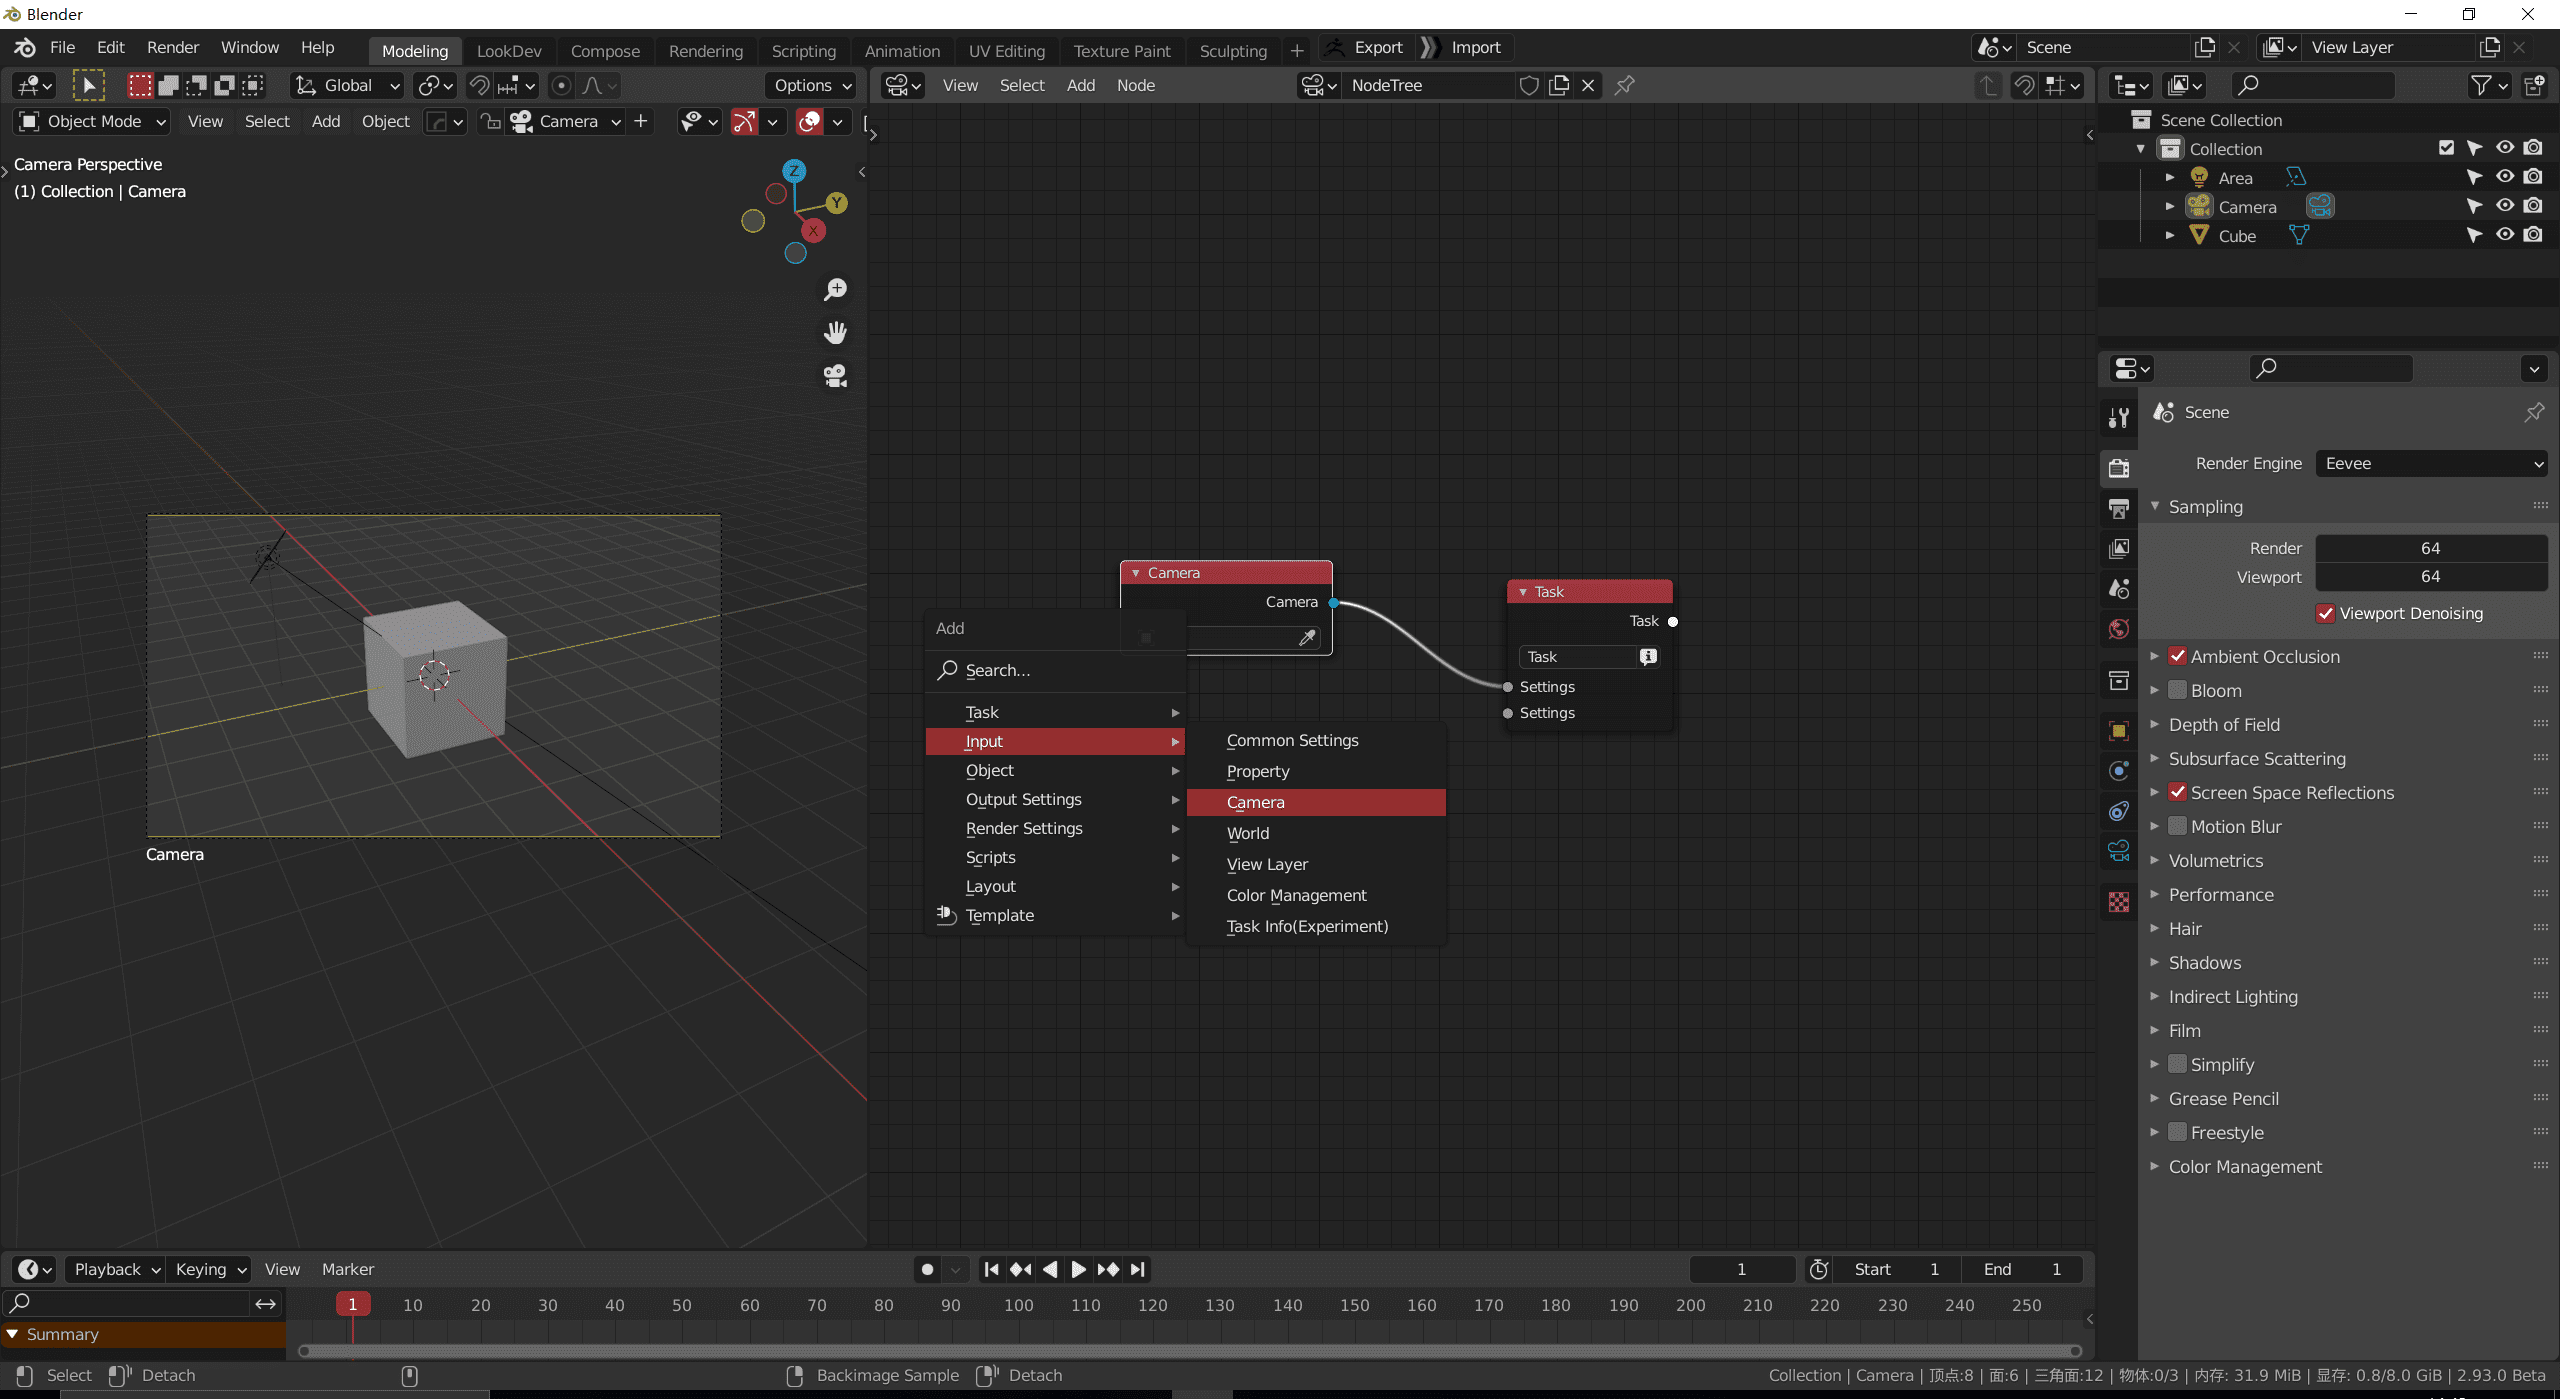 Blender
File Edit Render Window Help Modeling LookDev Compose Rendering Scripting Animation UV Editing Texture Paint Sculpting + Export Import Scene View Layer
Global Options View Select Add Node NodeTree
Object Mode View Select Add Object Camera
Camera Perspective
(1) Collection | Camera
Z
Y
X
Camera
Camera
Camera
Task
Task
Task
Settings
Settings
Add
Search...
Task
Input
Object
Output Settings
Render Settings
Scripts
Layout
Template
Common Settings
Property
Camera
World
View Layer
Color Management
Task Info(Experiment)
Scene Collection
Collection
Area
Camera
Cube
Scene
Render Engine Eevee
Sampling
Render 64
Viewport 64
Viewport Denoising
Ambient Occlusion
Bloom
Depth of Field
Subsurface Scattering
Screen Space Reflections
Motion Blur
Volumetrics
Performance
Hair
Shadows
Indirect Lighting
Film
Simplify
Grease Pencil
Freestyle
Color Management
Playback Keying View Marker 1 Start 1 End 1
1 10 20 30 40 50 60 70 80 90 100 110 120 130 140 150 160 170 180 190 200 210 220 230 240 250
Summary
Select Detach Backimage Sample Detach Collection | Camera | 顶点:8 | 面:6 | 三角面:12 | 物体:0/3 | 内存: 31.9 MiB | 显存: 0.8/8.0 GiB | 2.93.0 Beta